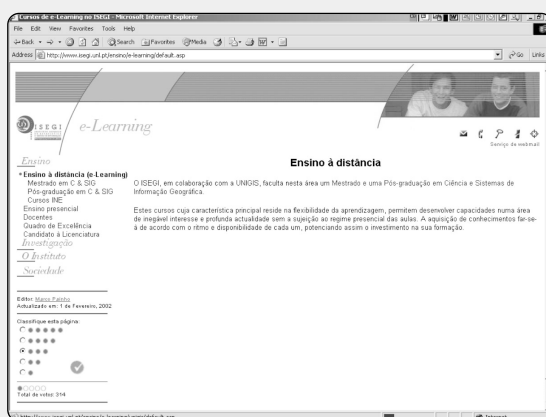 Cursos de e-Learning no ISEGI - Microsoft Internet Explorer
File Edit View Favorites Tools Help
Back Search Favorites Media
Address http://www.isegi.unl.pt/ensino/e-learning/default.asp Go Links
ISEGI e-Learning
Serviço de webmail
Ensino
Ensino à distância (e-Learning)
Mestrado em C & SIG
Pós-graduação em C & SIG
Cursos INE
Ensino presencial
Docentes
Quadro de Excelência
Candidato à Licenciatura
Investigação
O Instituto
Sociedade
Editor: Marco Painho
Actualizado em: 1 de Fevereiro, 2002
Classifique esta página:
Total de votos: 314
Ensino à distância
O ISEGI, em colaboração com a UNIGIS, faculta nesta área um Mestrado e uma Pós-graduação em Ciência e Sistemas de
Informação Geográfica.
Estes cursos cuja característica principal reside na flexibilidade da aprendizagem, permitem desenvolver capacidades numa área
de inegável interesse e profunda actualidade sem a sujeição ao regime presencial das aulas. A aquisição de conhecimentos far-se-
á de acordo com o ritmo e disponibilidade de cada um, potenciando assim o investimento na sua formação.
Internet